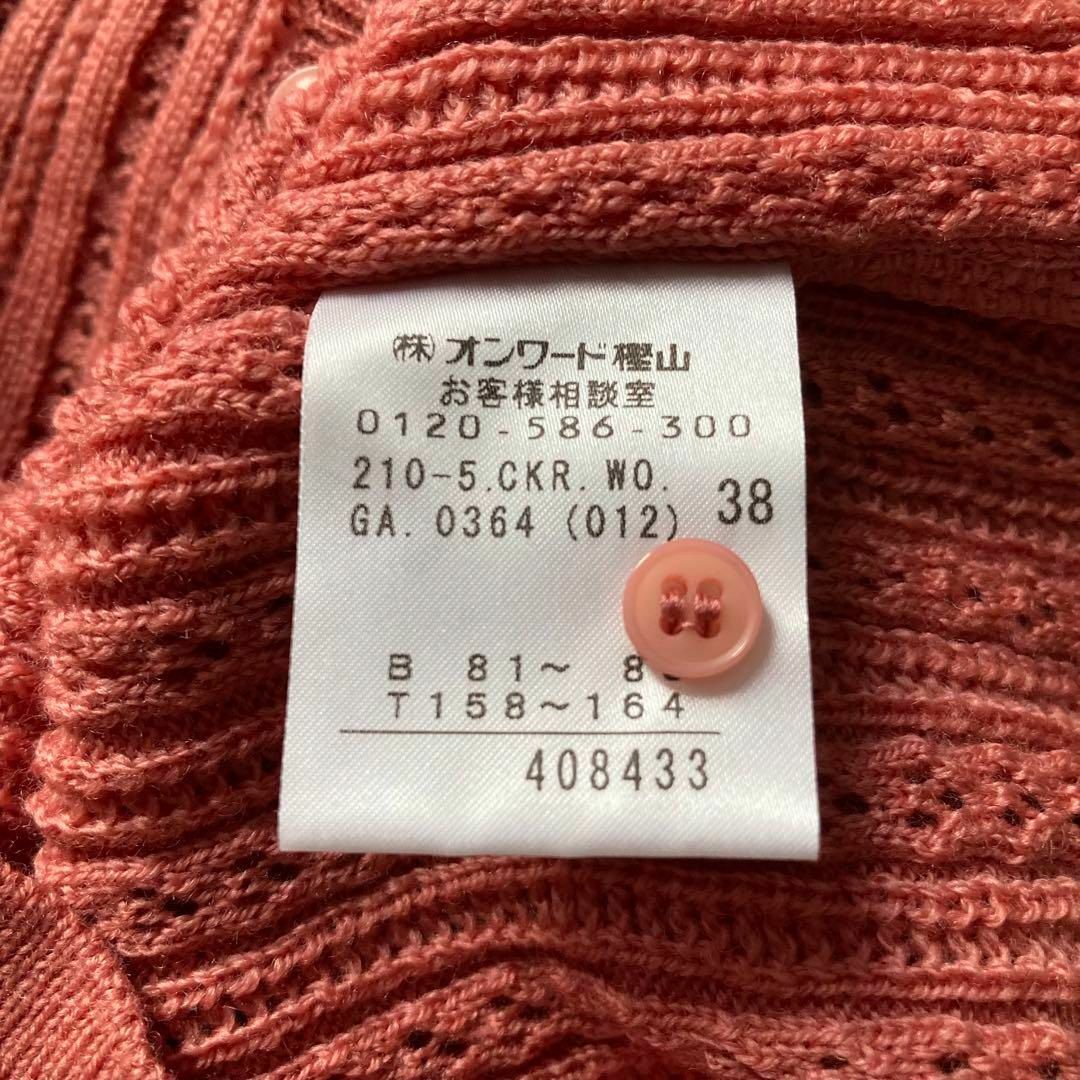 (株)オンワード樫山
お客様相談室
0120-586-300
210-5.CKR.WO.
GA.0364 (012) 38
B 81〜
T158〜164
408433